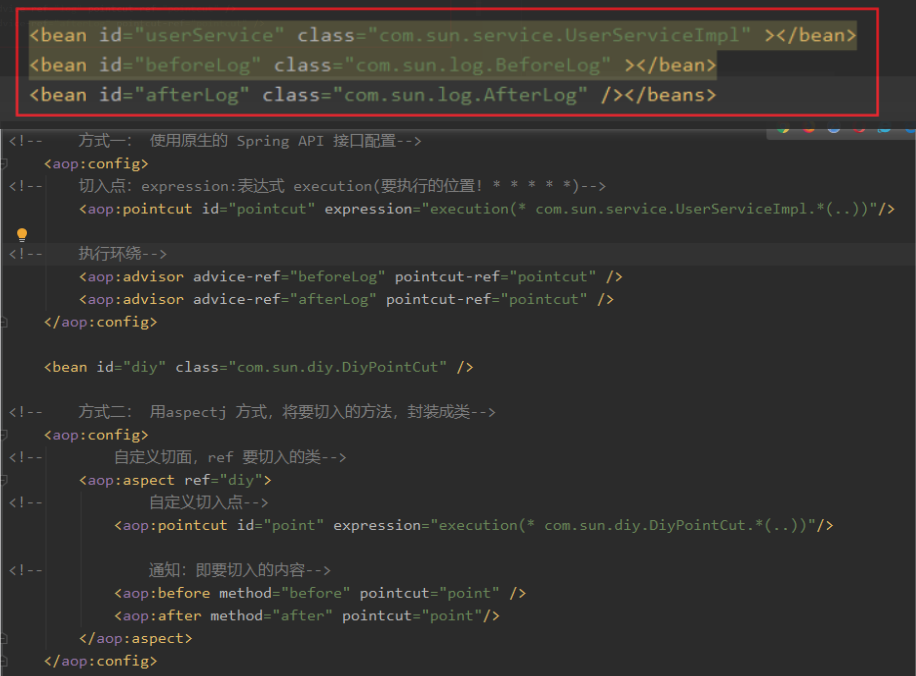 <bean id="userService" class="com.sun.service.UserServiceImpl" ></bean>
<bean id="beforeLog" class="com.sun.log.BeforeLog" ></bean>
<bean id="afterLog" class="com.sun.log.AfterLog" /></beans>
<!-- 方式一： 使用原生的 Spring API 接口配置-->
<aop:config>
<!-- 切入点：expression:表达式 execution(要执行的位置！* * * * *)-->
<aop:pointcut id="pointcut" expression="execution(* com.sun.service.UserServiceImpl.*(..))"/>
<!-- 执行环绕-->
<aop:advisor advice-ref="beforeLog" pointcut-ref="pointcut" />
<aop:advisor advice-ref="afterLog" pointcut-ref="pointcut" />
</aop:config>
<bean id="diy" class="com.sun.diy.DiyPointCut" />
<!-- 方式二： 用aspectj 方式，将要切入的方法，封装成类-->
<aop:config>
<!-- 自定义切面，ref 要切入的类-->
<aop:aspect ref="diy">
<!-- 自定义切入点-->
<aop:pointcut id="point" expression="execution(* com.sun.diy.DiyPointCut.*(..))"/>
<!-- 通知：即要切入的内容-->
<aop:before method="before" pointcut="point" />
<aop:after method="after" pointcut="point"/>
</aop:aspect>
</aop:config>